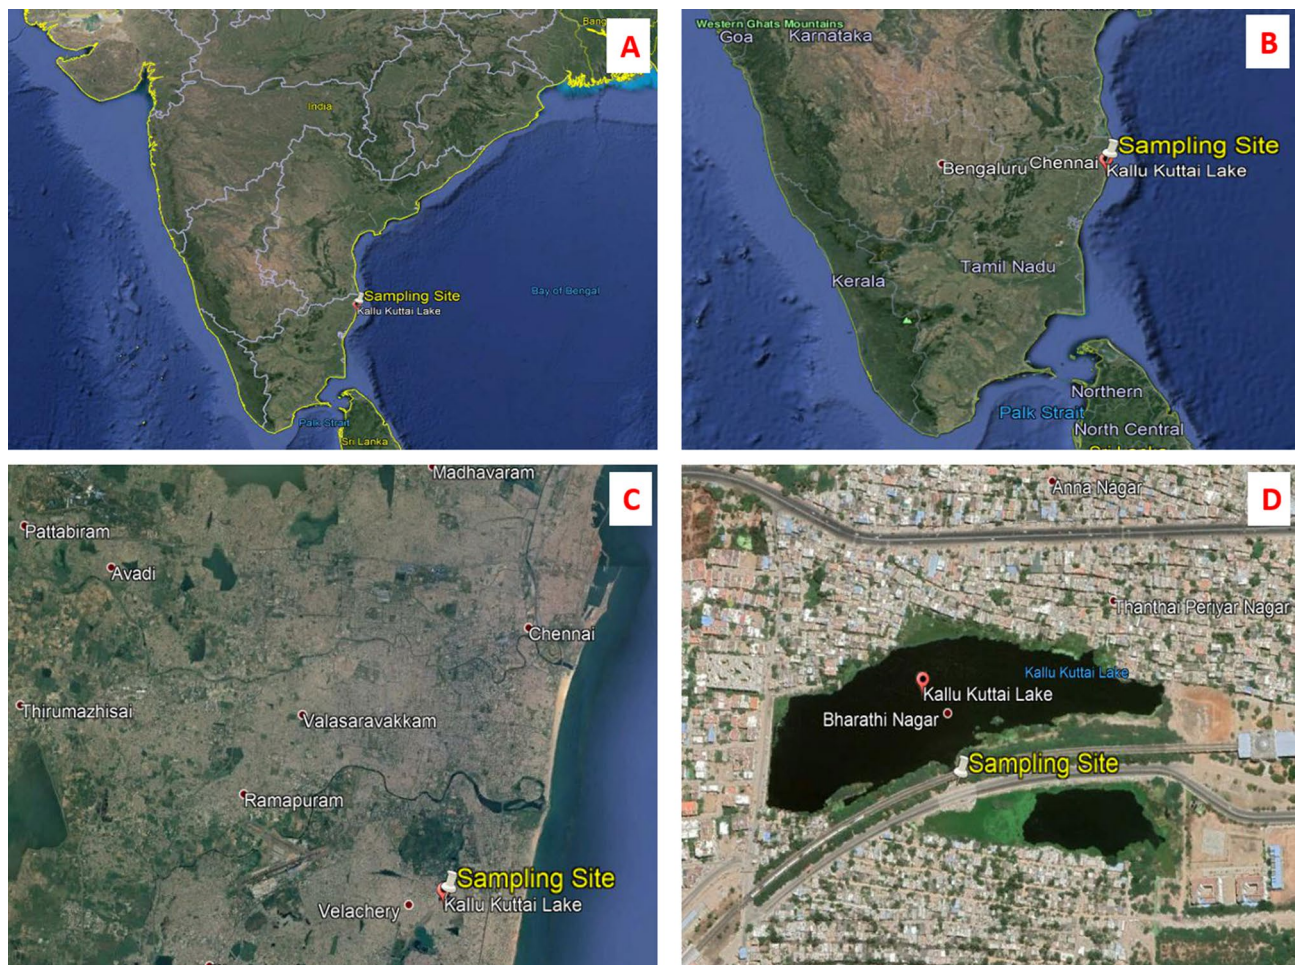 A
Bang
India
Sampling Site
Kallu Kuttai Lake
Bay of Bengal
Palk Strait
Sri Lanka
B
Western Ghats Mountains
Goa
Karnataka
Sampling Site
Bengaluru
Chennai
Kallu Kuttai Lake
Tamil Nadu
Kerala
Northern
Palk Strait
North Central
Sri Lanka
C
Madhavaram
Pattabiram
Avadi
Chennai
Thirumazhisai
Valasaravakkam
Ramapuram
Sampling Site
Kallu Kuttai Lake
Velachery
D
Anna Nagar
Thanthai Periyar Nagar
Kallu Kuttai Lake
Kallu Kuttai Lake
Bharathi Nagar
Sampling Site